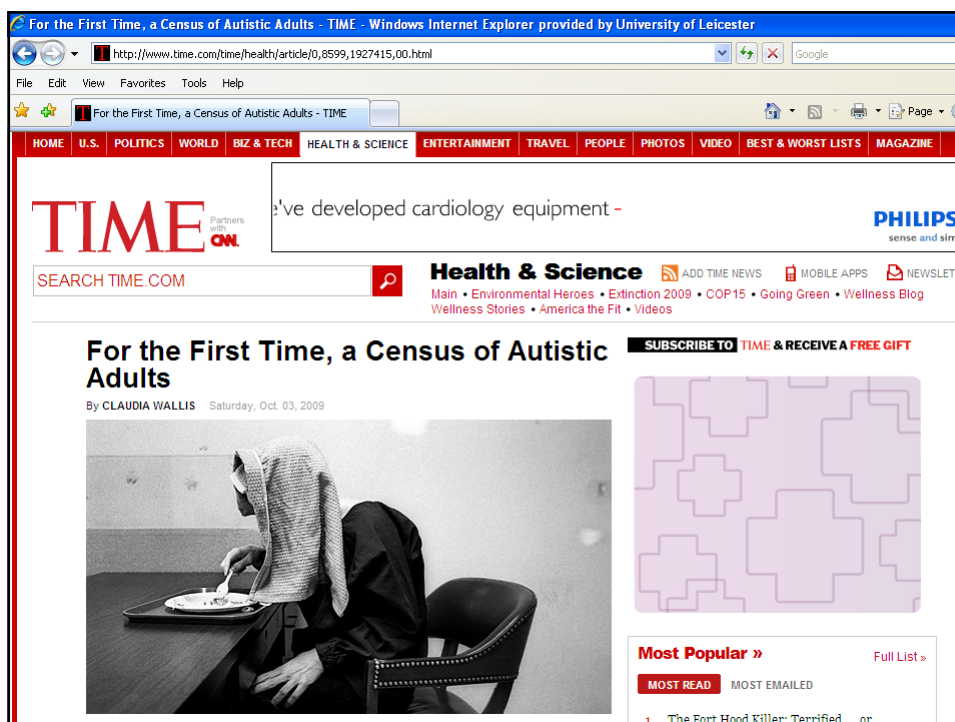 For the First Time, a Census of Autistic Adults - TIME - Windows Internet Explorer provided by University of Leicester
http://www.time.com/time/health/article/0,8599,1927415,00.html
Google
File Edit View Favorites Tools Help
For the First Time, a Census of Autistic Adults - TIME
Page
HOME U.S. POLITICS WORLD BIZ & TECH HEALTH & SCIENCE ENTERTAINMENT TRAVEL PEOPLE PHOTOS VIDEO BEST & WORST LISTS MAGAZINE
e've developed cardiology equipment -
TIME
Partners
with
CNN.
PHILIPS
sense and sim
SEARCH TIME.COM
Health & Science
ADD TIME NEWS MOBILE APPS NEWSLET
Main • Environmental Heroes • Extinction 2009 • COP15 • Going Green • Wellness Blog
Wellness Stories • America the Fit • Videos
For the First Time, a Census of Autistic
Adults
By CLAUDIA WALLIS Saturday, Oct. 03, 2009
SUBSCRIBE TO TIME & RECEIVE A FREE GIFT
Most Popular »
Full List »
MOST READ MOST EMAILED
1. The Fort Hood Killer: Terrified ... or